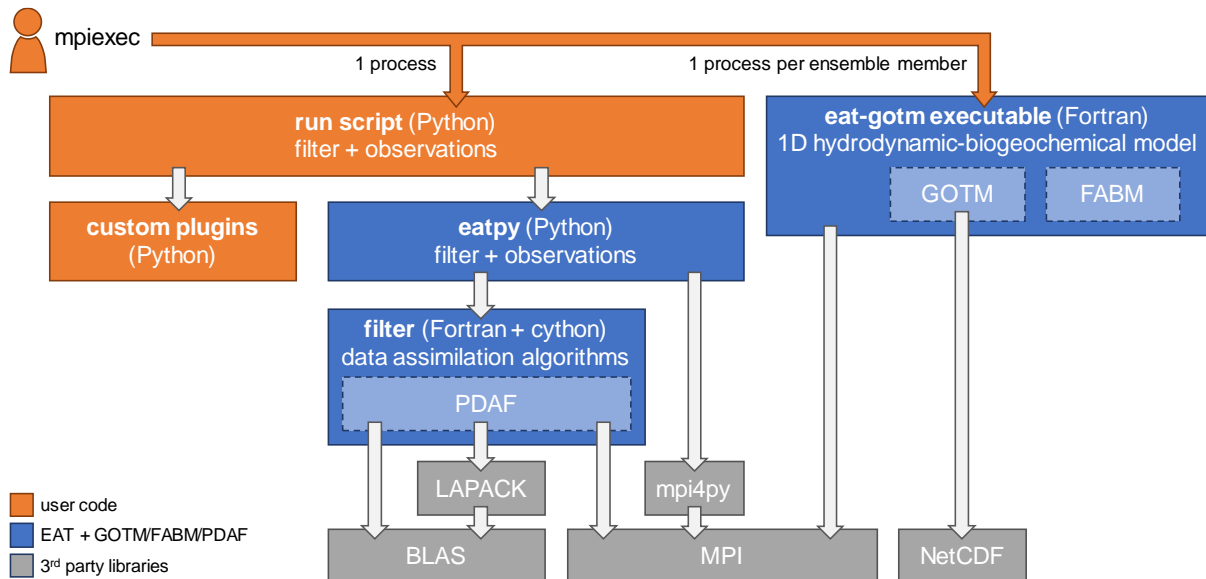 mpiexec
1 process
1 process per ensemble member
run script (Python)
filter + observations
eat-gotm executable (Fortran)
1D hydrodynamic-biogeochemical model
GOTM
FABM
custom plugins
(Python)
eatpy (Python)
filter + observations
filter (Fortran + cython)
data assimilation algorithms
PDAF
LAPACK
mpi4py
BLAS
MPI
NetCDF
user code
EAT + GOTM/FABM/PDAF
3rd party libraries